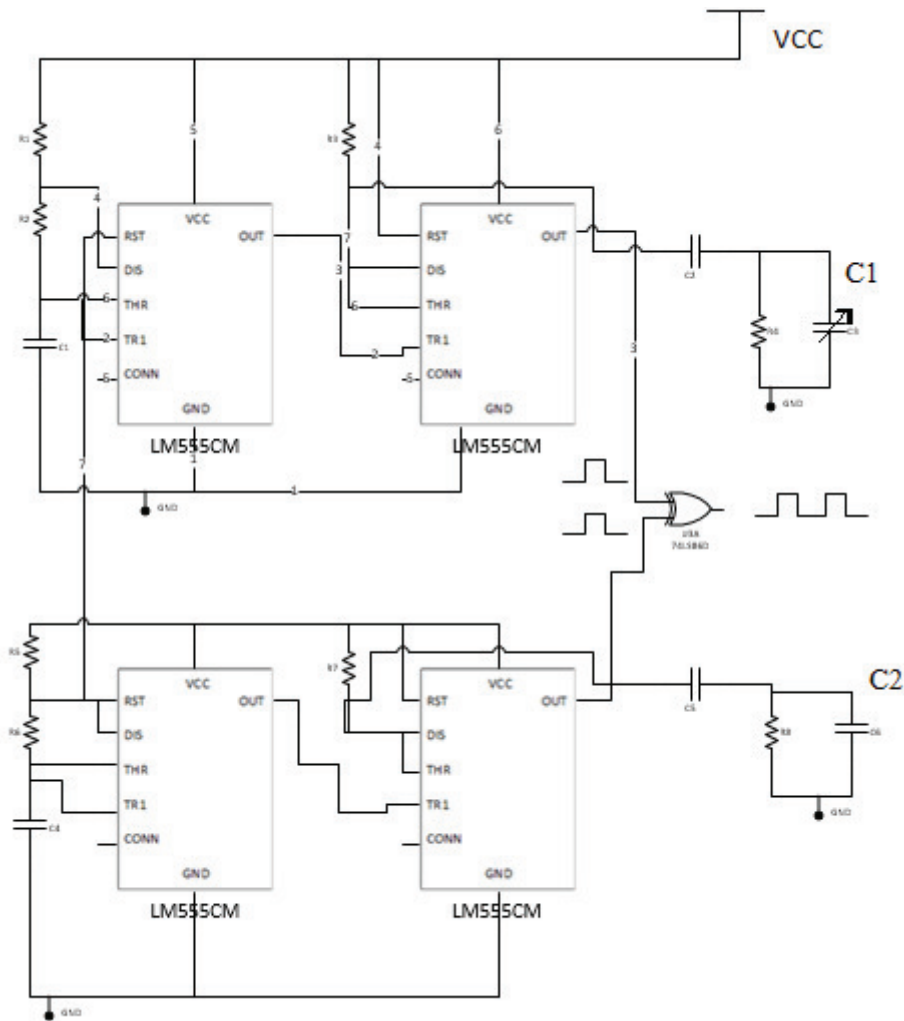 VCC
R1
R3
5
4
6
4
R2
VCC
RST
OUT
DIS
6
THR
2
TR1
5
CONN
GND
LM555CM
C1
7
3
2
VCC
RST
OUT
DIS
6
THR
TR1
5
CONN
GND
LM555CM
3
C2
C1
R4
C3
GND
7
1
1
GND
U3A
74LS86D
R5
R6
C4
VCC
RST
OUT
DIS
THR
TR1
CONN
GND
LM555CM
R7
VCC
RST
OUT
DIS
THR
TR1
CONN
GND
LM555CM
C5
C2
R8
C6
GND
GND